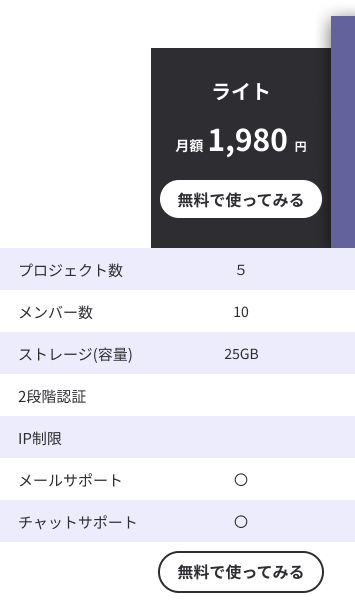 ライト
月額 1,980 円
無料で使ってみる
プロジェクト数 5
メンバー数 10
ストレージ(容量) 25GB
2段階認証
IP制限
メールサポート ○
チャットサポート ○
無料で使ってみる